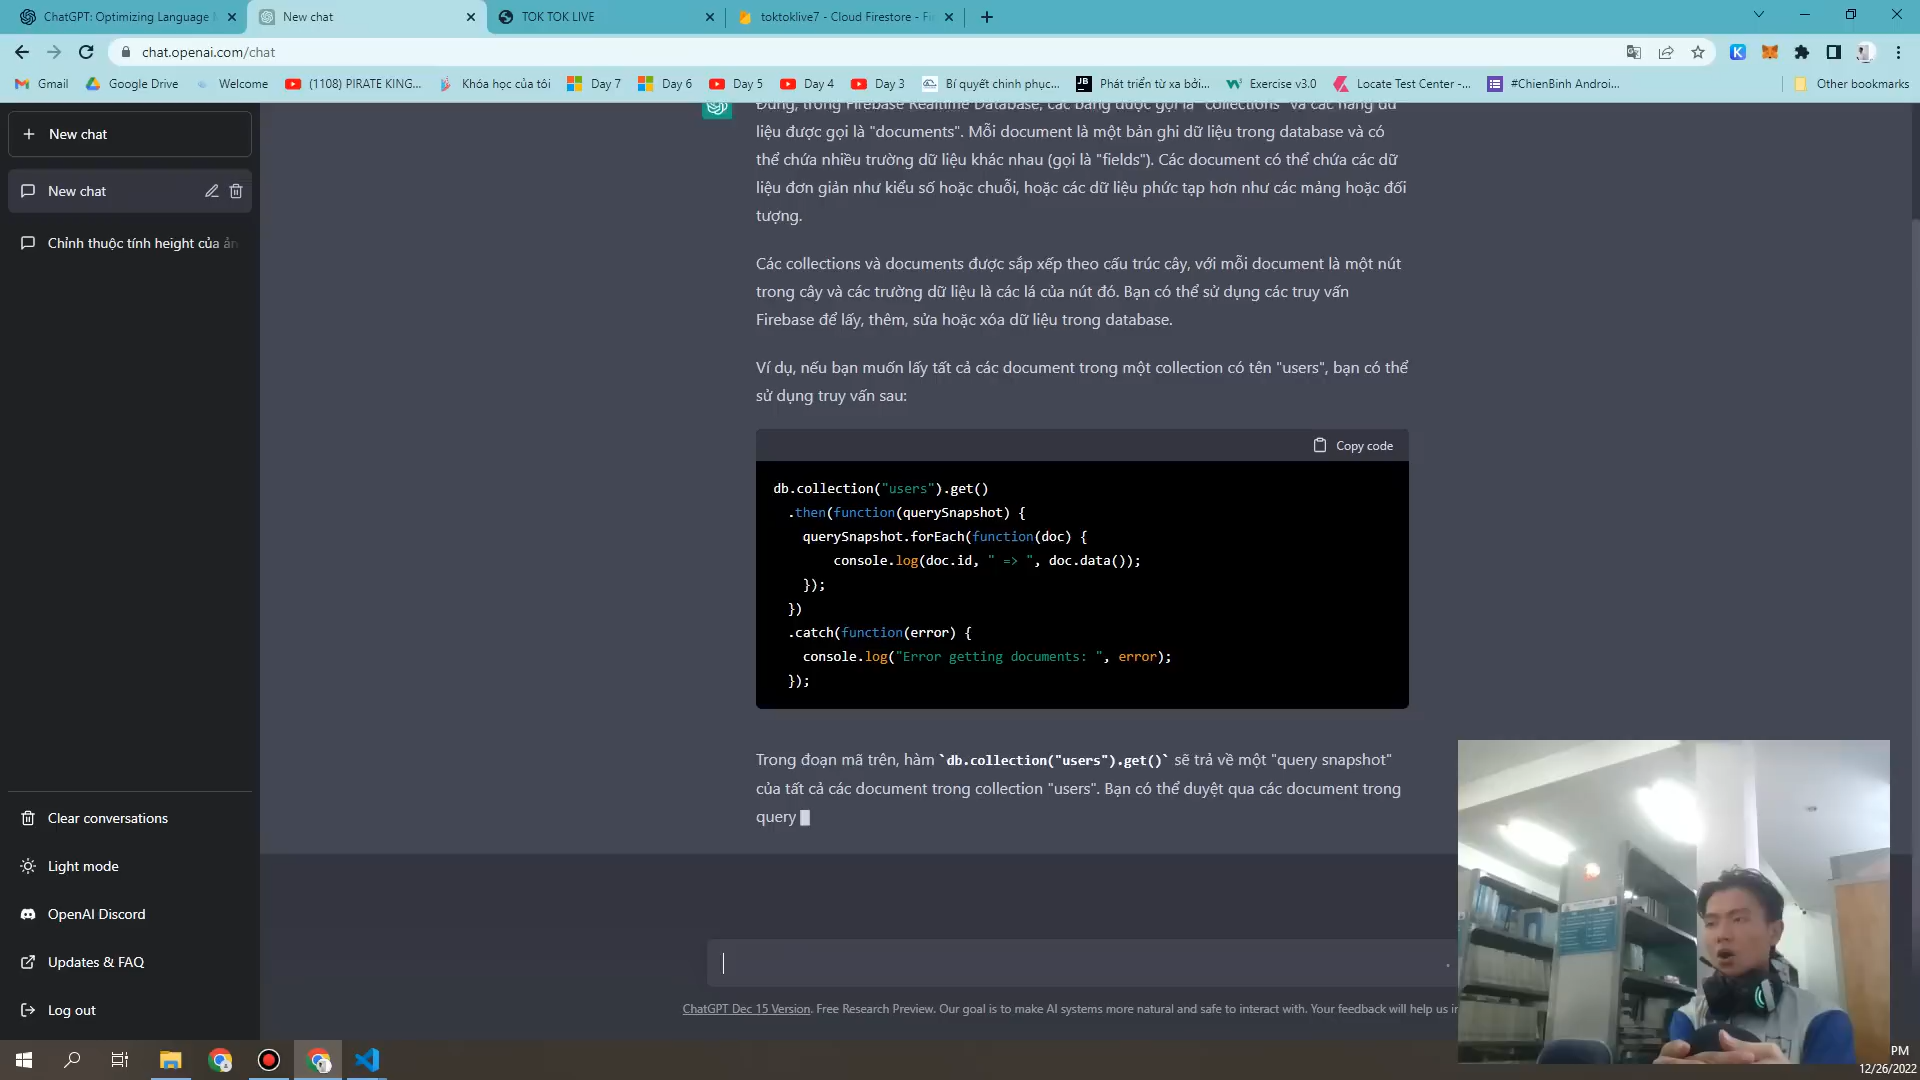 ChatGPT: Optimizing Language
New chat
TOK TOK LIVE
toktoklive7 - Cloud Firestore - Fi
chat.openai.com/chat
Gmail
Google Drive
Welcome
(1108) PIRATE KING...
Khóa học của tôi
Day 7
Day 6
Day 5
Day 4
Day 3
Bí quyết chinh phục...
Phát triển từ xa bởi...
Exercise v3.0
Locate Test Center -...
#ChienBinh Androi...
Other bookmarks
New chat
New chat
Chỉnh thuộc tính height của ản
Clear conversations
Light mode
OpenAI Discord
Updates & FAQ
Log out
Đúng, trong Firebase Realtime Database, các bảng được gọi là "collections" và các hàng dữ
liệu được gọi là "documents". Mỗi document là một bản ghi dữ liệu trong database và có
thể chứa nhiều trường dữ liệu khác nhau (gọi là "fields"). Các document có thể chứa các dữ
liệu đơn giản như kiểu số hoặc chuỗi, hoặc các dữ liệu phức tạp hơn như các mảng hoặc đối
tượng.
Các collections và documents được sắp xếp theo cấu trúc cây, với mỗi document là một nút
trong cây và các trường dữ liệu là các lá của nút đó. Bạn có thể sử dụng các truy vấn
Firebase để lấy, thêm, sửa hoặc xóa dữ liệu trong database.
Ví dụ, nếu bạn muốn lấy tất cả các document trong một collection có tên "users", bạn có thể
sử dụng truy vấn sau:
Copy code
db.collection("users").get()
.then(function(querySnapshot) {
querySnapshot.forEach(function(doc) {
console.log(doc.id, " => ", doc.data());
});
})
.catch(function(error) {
console.log("Error getting documents: ", error);
});
Trong đoạn mã trên, hàm `db.collection("users").get()` sẽ trả về một "query snapshot"
của tất cả các document trong collection "users". Bạn có thể duyệt qua các document trong
query
ChatGPT Dec 15 Version. Free Research Preview. Our goal is to make AI systems more natural and safe to interact with. Your feedback will help us i
PM
12/26/2022